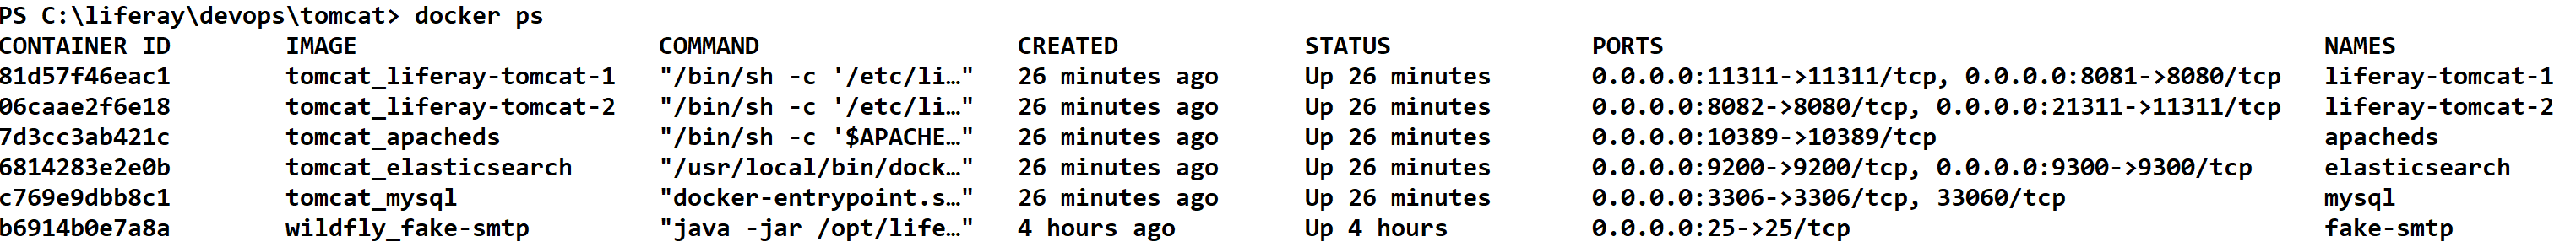 PS C:\liferay\devops\tomcat> docker ps
CONTAINER ID        IMAGE                     COMMAND                  CREATED             STATUS              PORTS                                              NAMES
81d57f46eac1        tomcat_liferay-tomcat-1   "/bin/sh -c '/etc/li…"   26 minutes ago      Up 26 minutes       0.0.0.0:11311->11311/tcp, 0.0.0.0:8081->8080/tcp   liferay-tomcat-1
06caae2f6e18        tomcat_liferay-tomcat-2   "/bin/sh -c '/etc/li…"   26 minutes ago      Up 26 minutes       0.0.0.0:8082->8080/tcp, 0.0.0.0:21311->11311/tcp   liferay-tomcat-2
7d3cc3ab421c        tomcat_apacheds           "/bin/sh -c '$APACHE…"   26 minutes ago      Up 26 minutes       0.0.0.0:10389->10389/tcp                           apacheds
6814283e2e0b        tomcat_elasticsearch      "/usr/local/bin/dock…"   26 minutes ago      Up 26 minutes       0.0.0.0:9200->9200/tcp, 0.0.0.0:9300->9300/tcp     elasticsearch
c769e9dbb8c1        tomcat_mysql              "docker-entrypoint.s…"   26 minutes ago      Up 26 minutes       0.0.0.0:3306->3306/tcp, 33060/tcp                  mysql
b6914b0e7a8a        wildfly_fake-smtp         "java -jar /opt/life…"   4 hours ago         Up 4 hours          0.0.0.0:25->25/tcp                                 fake-smtp